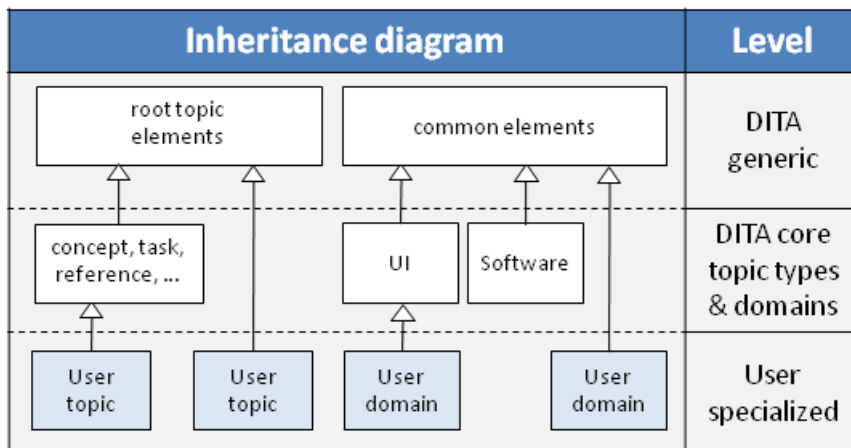 Inheritance diagram
Level
root topic
elements
common elements
DITA
generic
concept, task,
reference, ...
UI
Software
DITA core
topic types
& domains
User
topic
User
topic
User
domain
User
domain
User
specialized